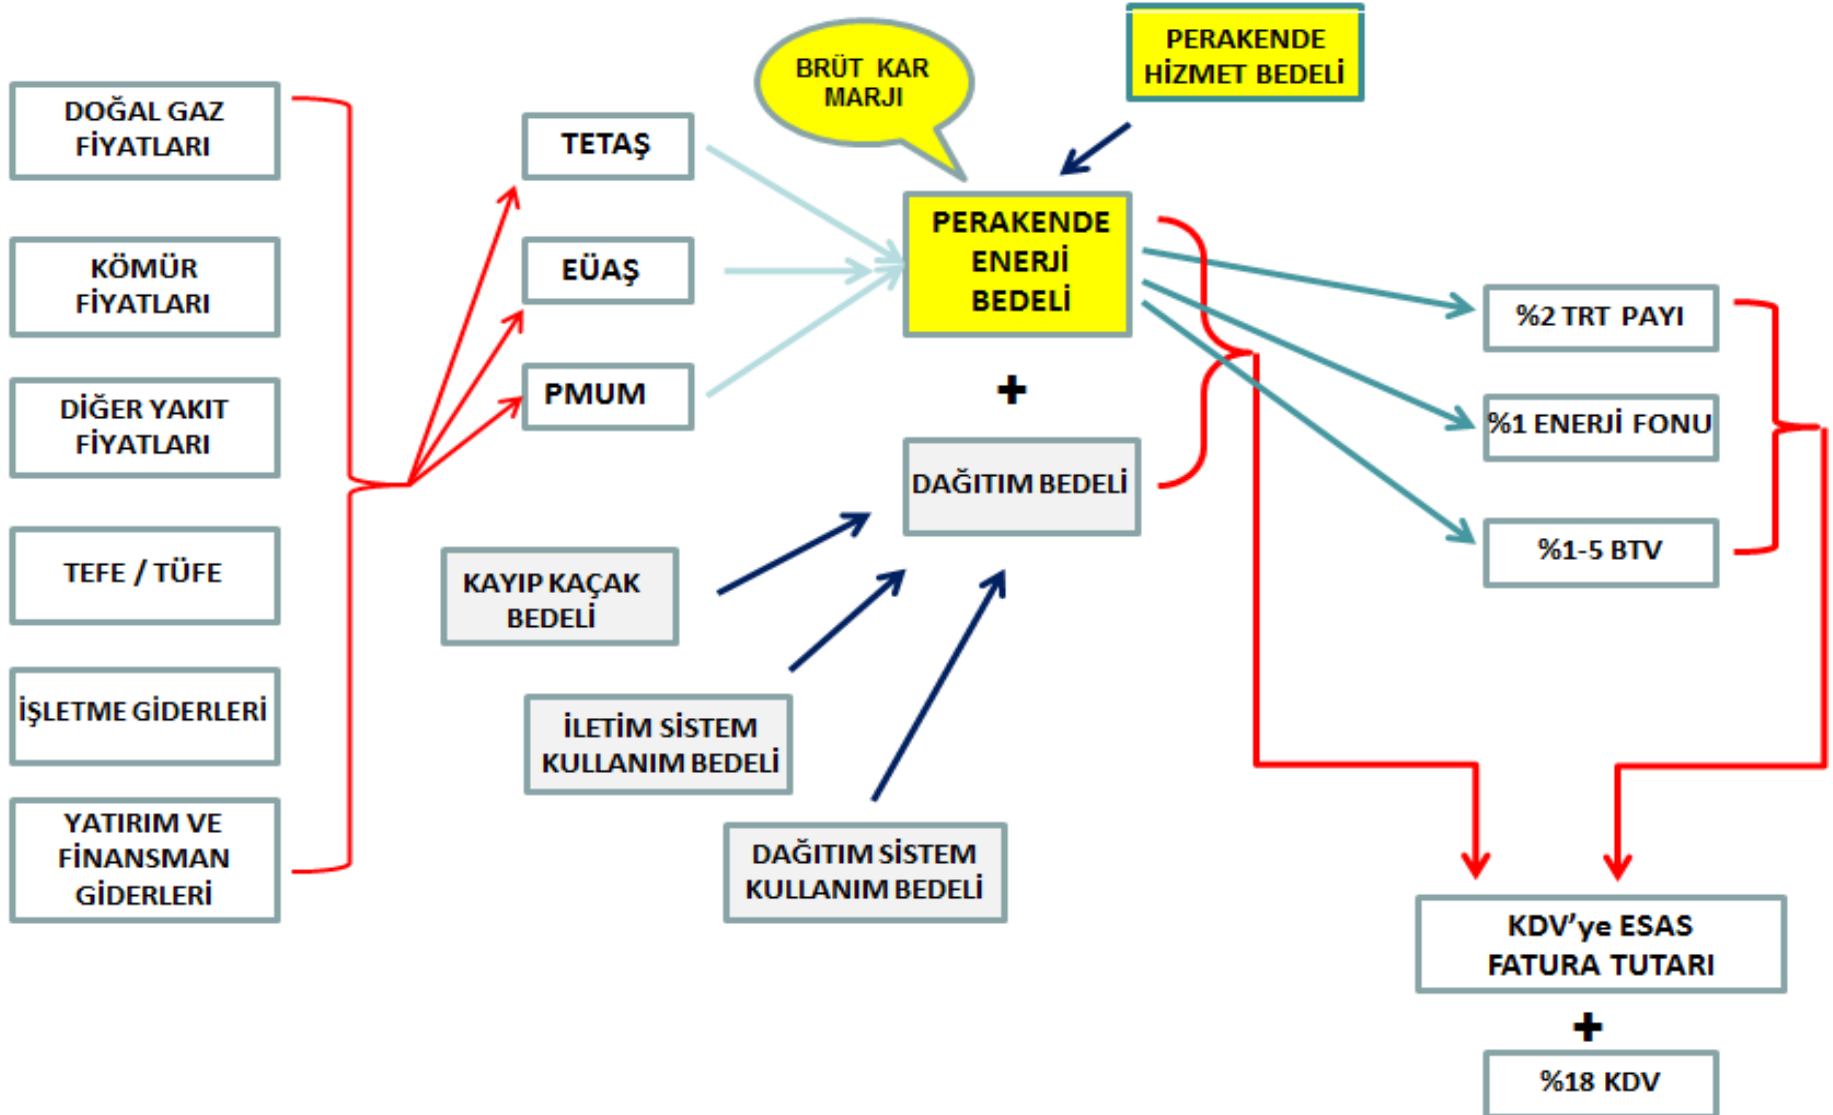 DOĞAL GAZ
FİYATLARI
KÖMÜR
FİYATLARI
DİĞER YAKIT
FİYATLARI
TEFE / TÜFE
İŞLETME GİDERLERİ
YATIRIM VE
FİNANSMAN
GİDERLERİ
TETAŞ
EÜAŞ
PMUM
BRÜT KAR
MARJI
PERAKENDE
HİZMET BEDELİ
PERAKENDE
ENERJİ
BEDELİ
+
DAĞITIM BEDELİ
KAYIP KAÇAK
BEDELİ
İLETİM SİSTEM
KULLANIM BEDELİ
DAĞITIM SİSTEM
KULLANIM BEDELİ
%2 TRT PAYI
%1 ENERJİ FONU
%1-5 BTV
KDV'ye ESAS
FATURA TUTARI
+
%18 KDV